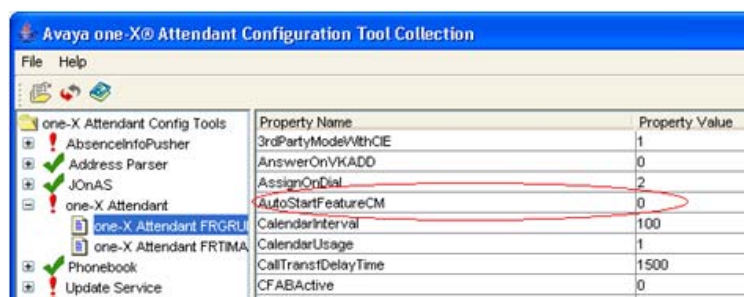 Avaya one-X® Attendant Configuration Tool Collection
File Help
one-X Attendant Config Tools
AbsenceInfoPusher
Address Parser
JOnAS
one-X Attendant
one-X Attendant FRGRU
one-X Attendant FRTIMA
Phonebook
Update Service
Property Name Property Value
3rdPartyModeWithCIE 1
AnswerOnVKADD 0
AssignOnDial 2
AutoStartFeatureCM 0
CalendarInterval 100
CalendarUsage 1
CallTransfDelayTime 1500
CFABActive 0